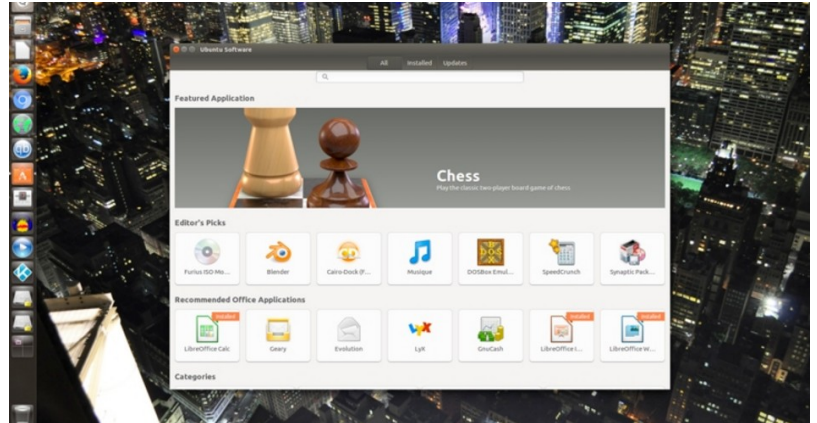 Ubuntu Software
All Installed Updates
Featured Application
Chess
Play the classic two-player board game of chess.
Editor's Picks
Furius ISO Mo... Blender Cairo-Dock (F... Musique DOSBox Emul... SpeedCrunch Synaptic Pack...
Recommended Office Applications
Installed Installed Installed
LibreOffice Calc Geary Evolution LyX GnuCash LibreOffice I... LibreOffice W...
Categories